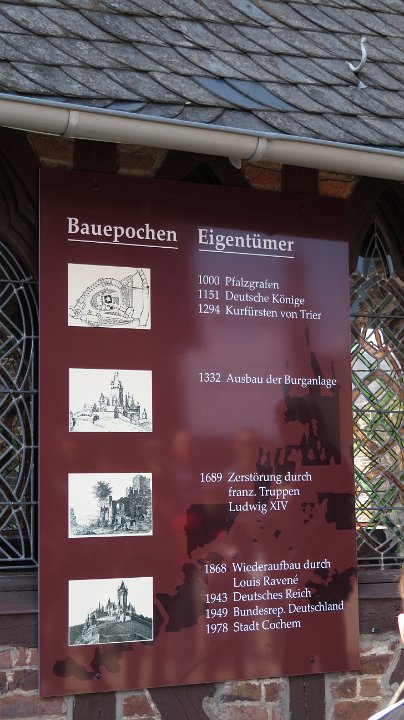 Bauepochen
Eigentümer
1000 Pfalzgrafen
1151 Deutsche Könige
1294 Kurfürsten von Trier
1332 Ausbau der Burganlage
1689 Zerstörung durch
franz. Truppen
Ludwig XIV
1868 Wiederaufbau durch
Louis Ravené
1943 Deutsches Reich
1949 Bundesrep. Deutschland
1978 Stadt Cochem